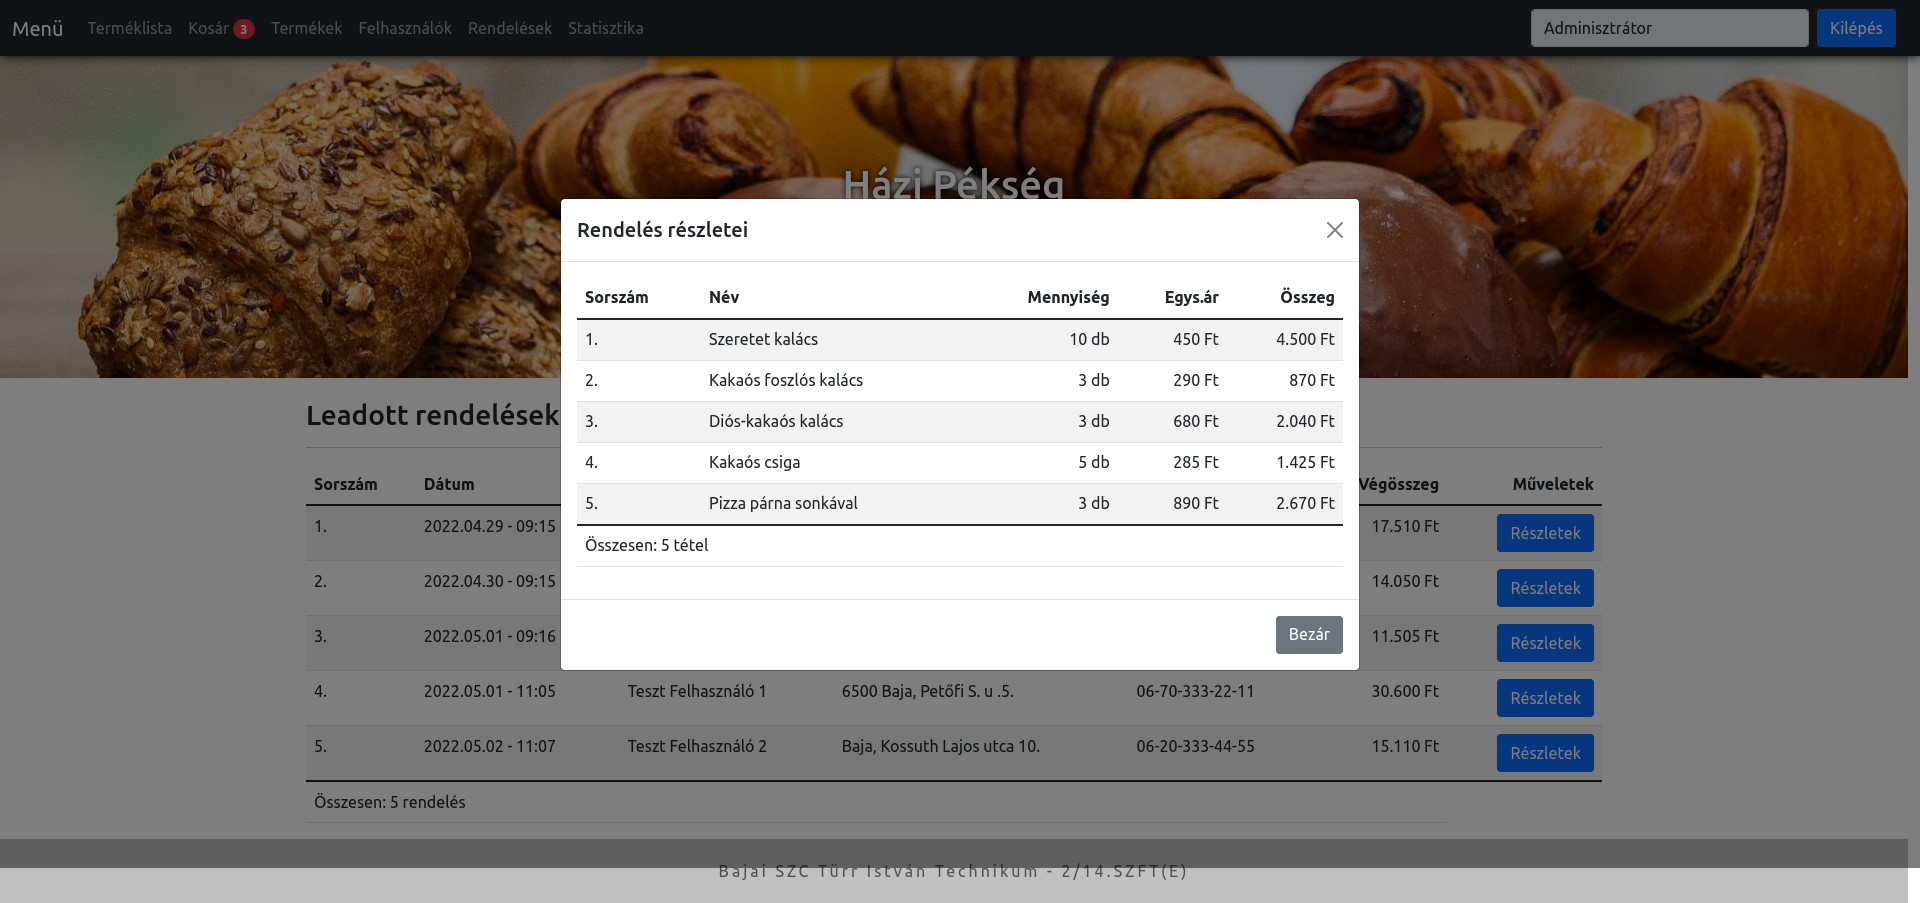 Menü Terméklista Kosár 3 Termékek Felhasználók Rendelések Statisztika Adminisztrátor Kilépés
Házi Pékség
Rendelés részletei
Sorszám Név Mennyiség Egys.ár Összeg
1. Szeretet kalács 10 db 450 Ft 4.500 Ft
2. Kakaós foszlós kalács 3 db 290 Ft 870 Ft
3. Diós-kakaós kalács 3 db 680 Ft 2.040 Ft
4. Kakaós csiga 5 db 285 Ft 1.425 Ft
5. Pizza párna sonkával 3 db 890 Ft 2.670 Ft
Összesen: 5 tétel
Bezár
Leadott rendelések
Sorszám Dátum Végösszeg Műveletek
1. 2022.04.29 - 09:15 17.510 Ft Részletek
2. 2022.04.30 - 09:15 14.050 Ft Részletek
3. 2022.05.01 - 09:16 11.505 Ft Részletek
4. 2022.05.01 - 11:05 Teszt Felhasználó 1 6500 Baja, Petőfi S. u .5. 06-70-333-22-11 30.600 Ft Részletek
5. 2022.05.02 - 11:07 Teszt Felhasználó 2 Baja, Kossuth Lajos utca 10. 06-20-333-44-55 15.110 Ft Részletek
Összesen: 5 rendelés
Bajai SZC Türr István Technikum - 2/14.SZFT(E)